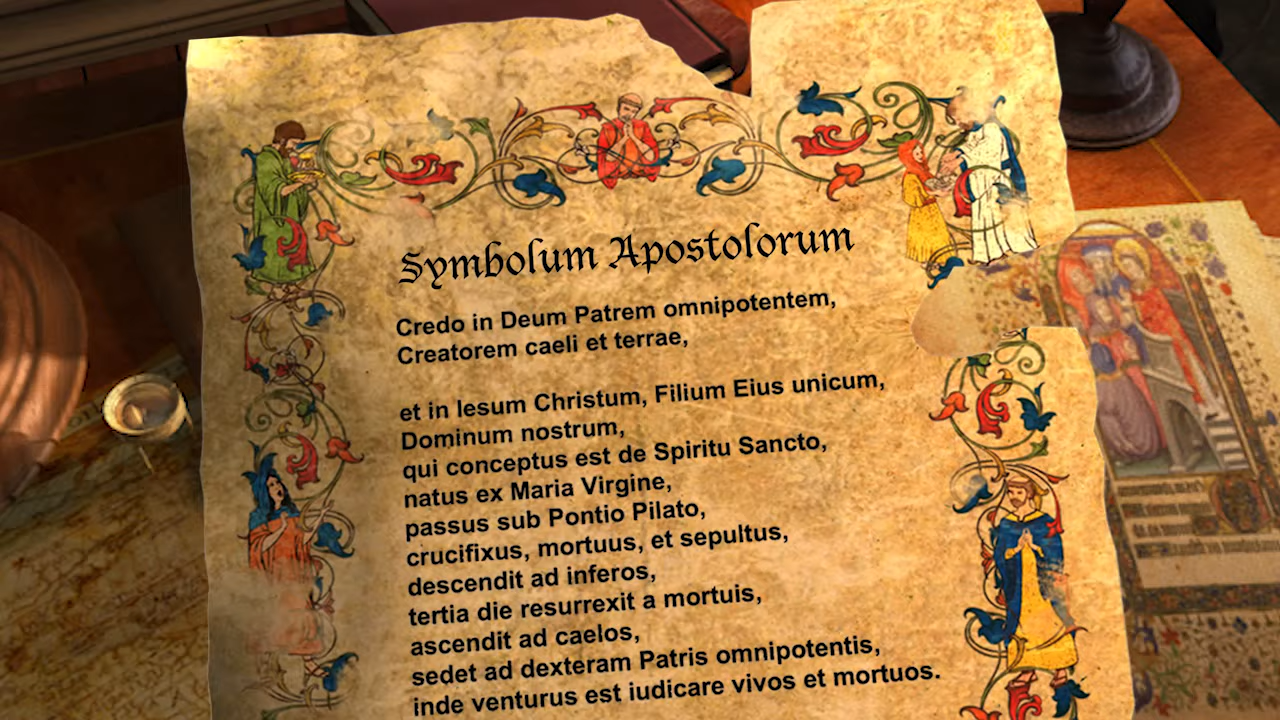 Symbolum Apostolorum
Credo in Deum Patrem omnipotentem,
Creatorem caeli et terrae,
et in Iesum Christum, Filium Eius unicum,
Dominum nostrum,
qui conceptus est de Spiritu Sancto,
natus ex Maria Virgine,
passus sub Pontio Pilato,
crucifixus, mortuus, et sepultus,
descendit ad inferos,
tertia die resurrexit a mortuis,
ascendit ad caelos,
sedet ad dexteram Patris omnipotentis,
inde venturus est iudicare vivos et mortuos.